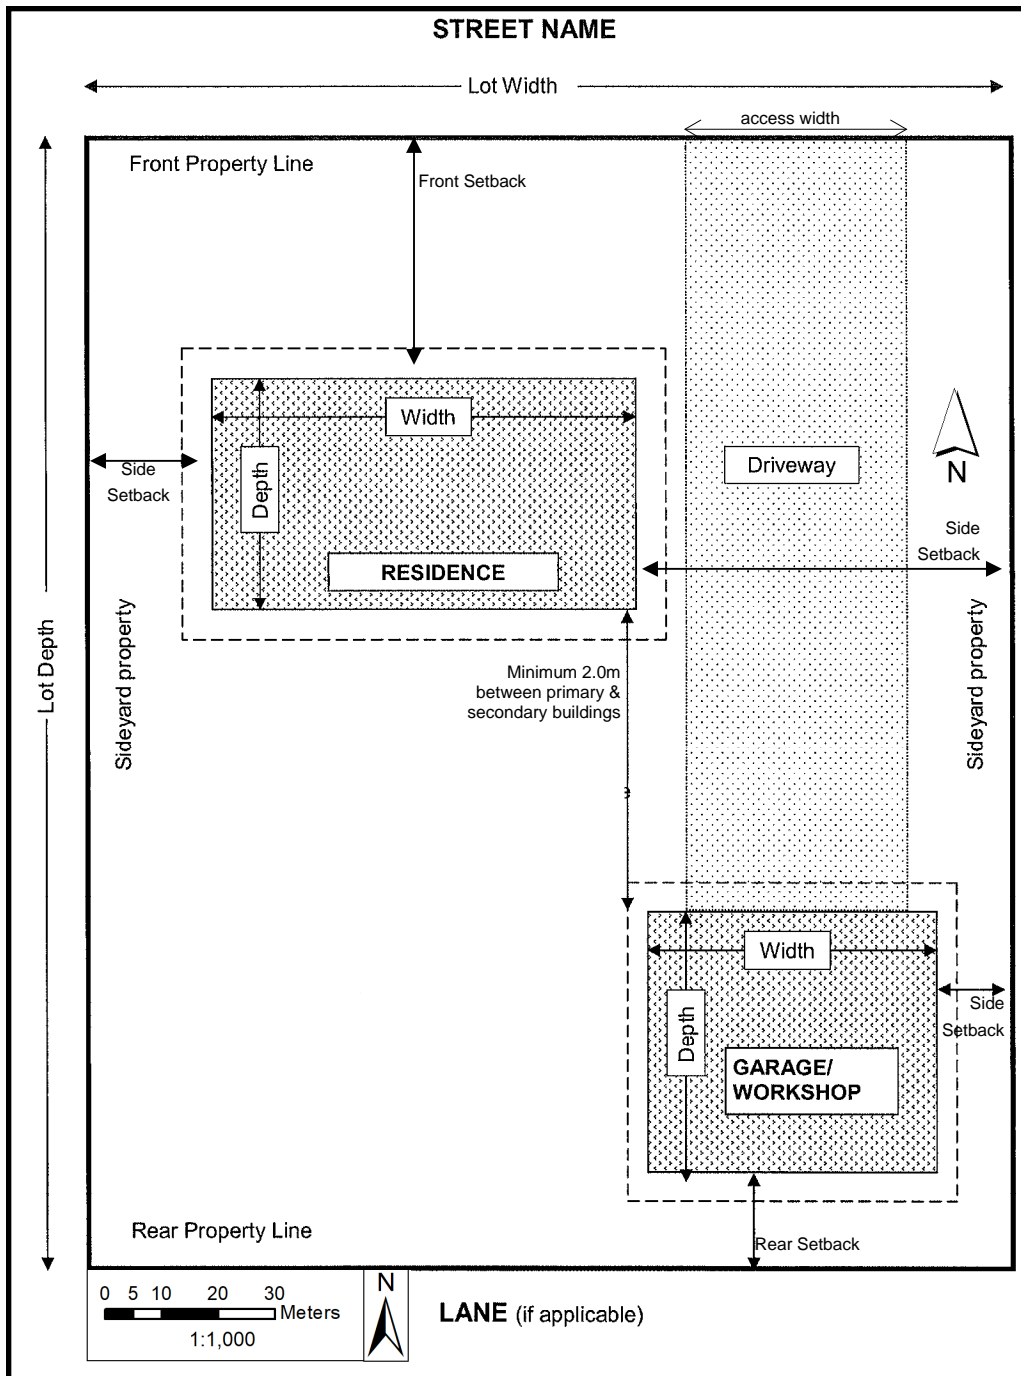 STREET NAME
Lot Width
access width
Front Property Line
Front Setback
Width
Depth
Driveway
N
Side
Setback
Side
Setback
RESIDENCE
Lot Depth
Sideyard property
Sideyard property
Minimum 2.0m
between primary &
secondary buildings
Width
Depth
Side
Setback
GARAGE/
WORKSHOP
Rear Property Line
Rear Setback
0 5 10 20 30
Meters
1:1,000
N
LANE (if applicable)